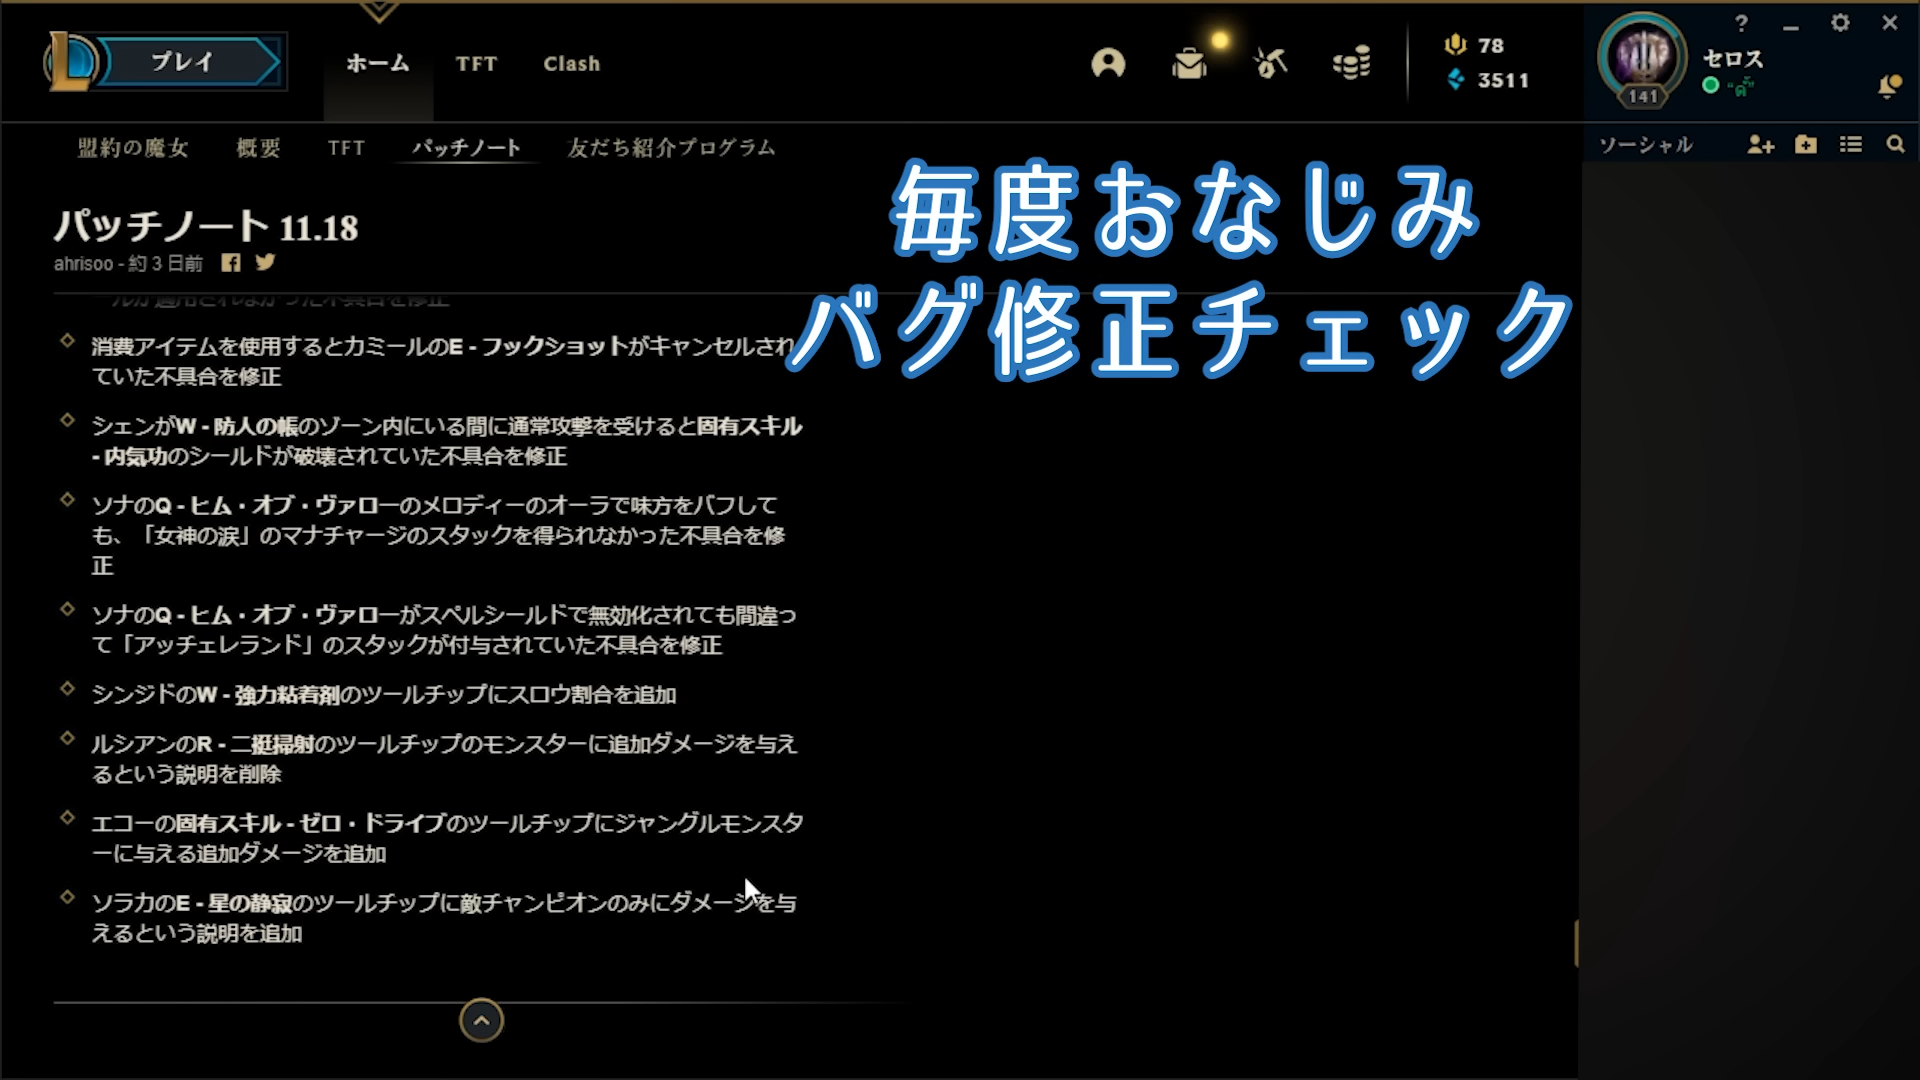 プレイ
ホーム
TFT
Clash
78
3511
141
セロス
盟約の魔女
概要
TFT
パッチノート
友だち紹介プログラム
ソーシャル
パッチノート 11.18
ahrisoo - 約 3 日前
毎度おなじみ
バグ修正チェック
ルが適用されなかった不具合を修正
消費アイテムを使用するとカミールのE - フックショットがキャンセルされ
ていた不具合を修正
シェンがW - 防人の帳のゾーン内にいる間に通常攻撃を受けると固有スキル
- 内気功のシールドが破壊されていた不具合を修正
ソナのQ - ヒム・オブ・ヴァローのメロディーのオーラで味方をバフして
も、「女神の涙」のマナチャージのスタックを得られなかった不具合を修
正
ソナのQ - ヒム・オブ・ヴァローがスペルシールドで無効化されても間違っ
て「アッチェレランド」のスタックが付与されていた不具合を修正
シンジドのW - 強力粘着剤のツールチップにスロウ割合を追加
ルシアンのR - 二挺掃射のツールチップのモンスターに追加ダメージを与え
るという説明を削除
エコーの固有スキル - ゼロ・ドライブのツールチップにジャングルモンスタ
ーに与える追加ダメージを追加
ソラカのE - 星の静寂のツールチップに敵チャンピオンのみにダメージを与
えるという説明を追加